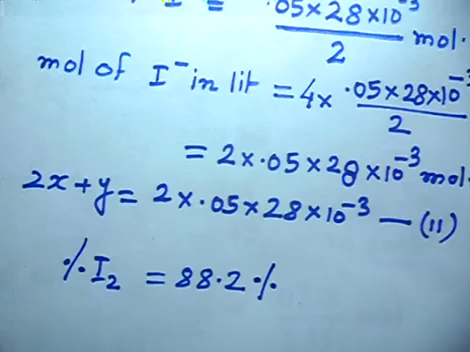 I = .05×28×10⁻³ / 2 mol.
mol of I⁻ in lit = 4× .05×28×10⁻³ / 2
= 2×.05×28×10⁻³ mol.
2x+y = 2×.05×28×10⁻³ — (11)
% I₂ = 88.2 %